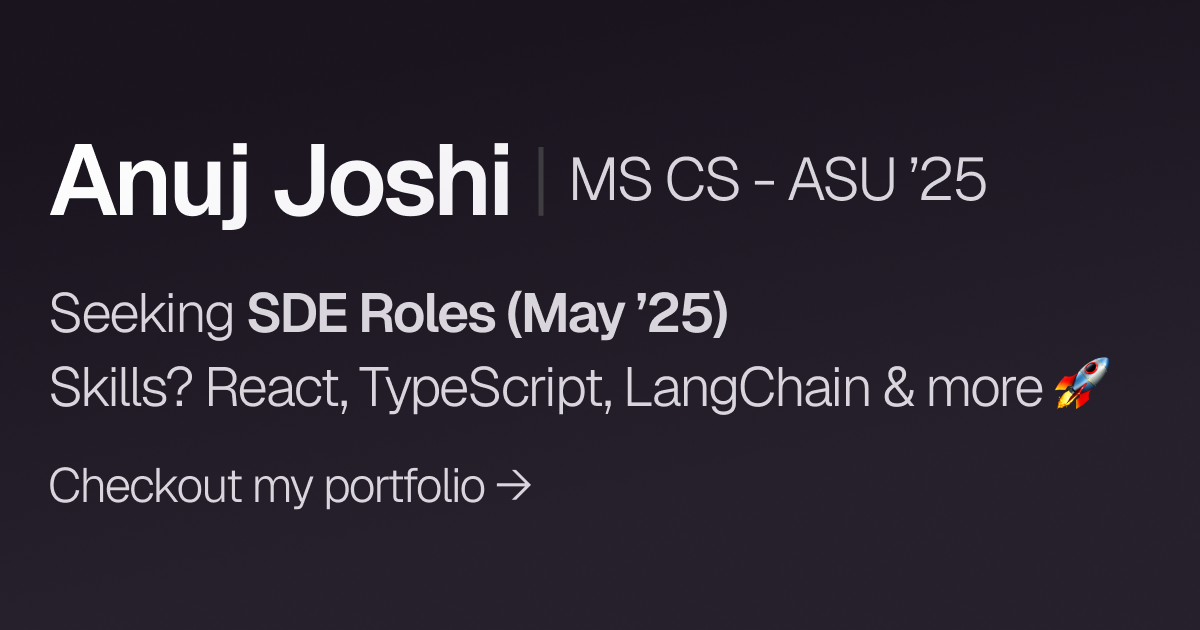 Anuj Joshi | MS CS - ASU ’25
Seeking SDE Roles (May ’25)
Skills? React, TypeScript, LangChain & more 🚀
Checkout my portfolio →